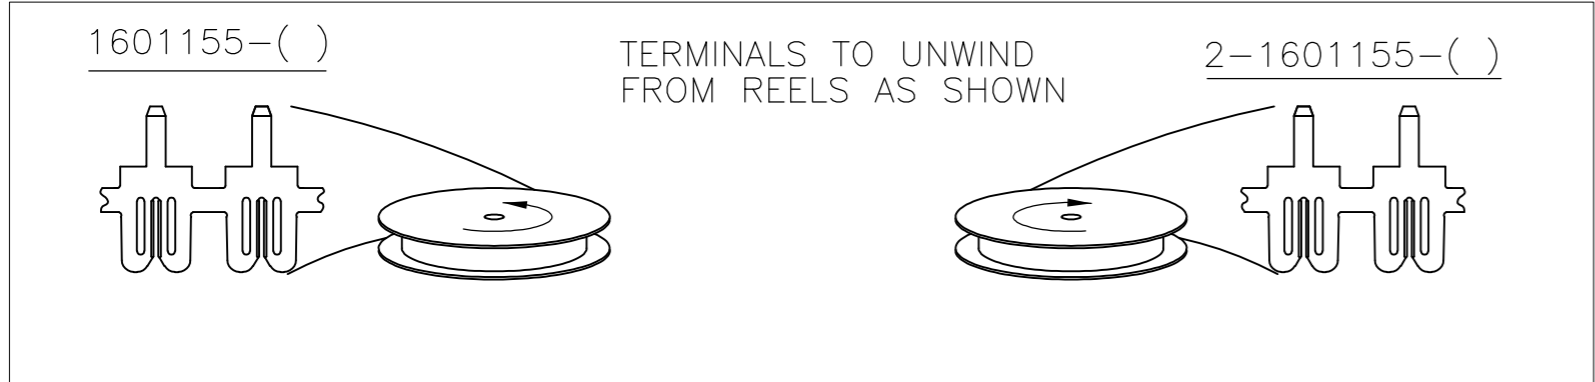 1601155-( )
TERMINALS TO UNWIND
FROM REELS AS SHOWN
2-1601155-( )